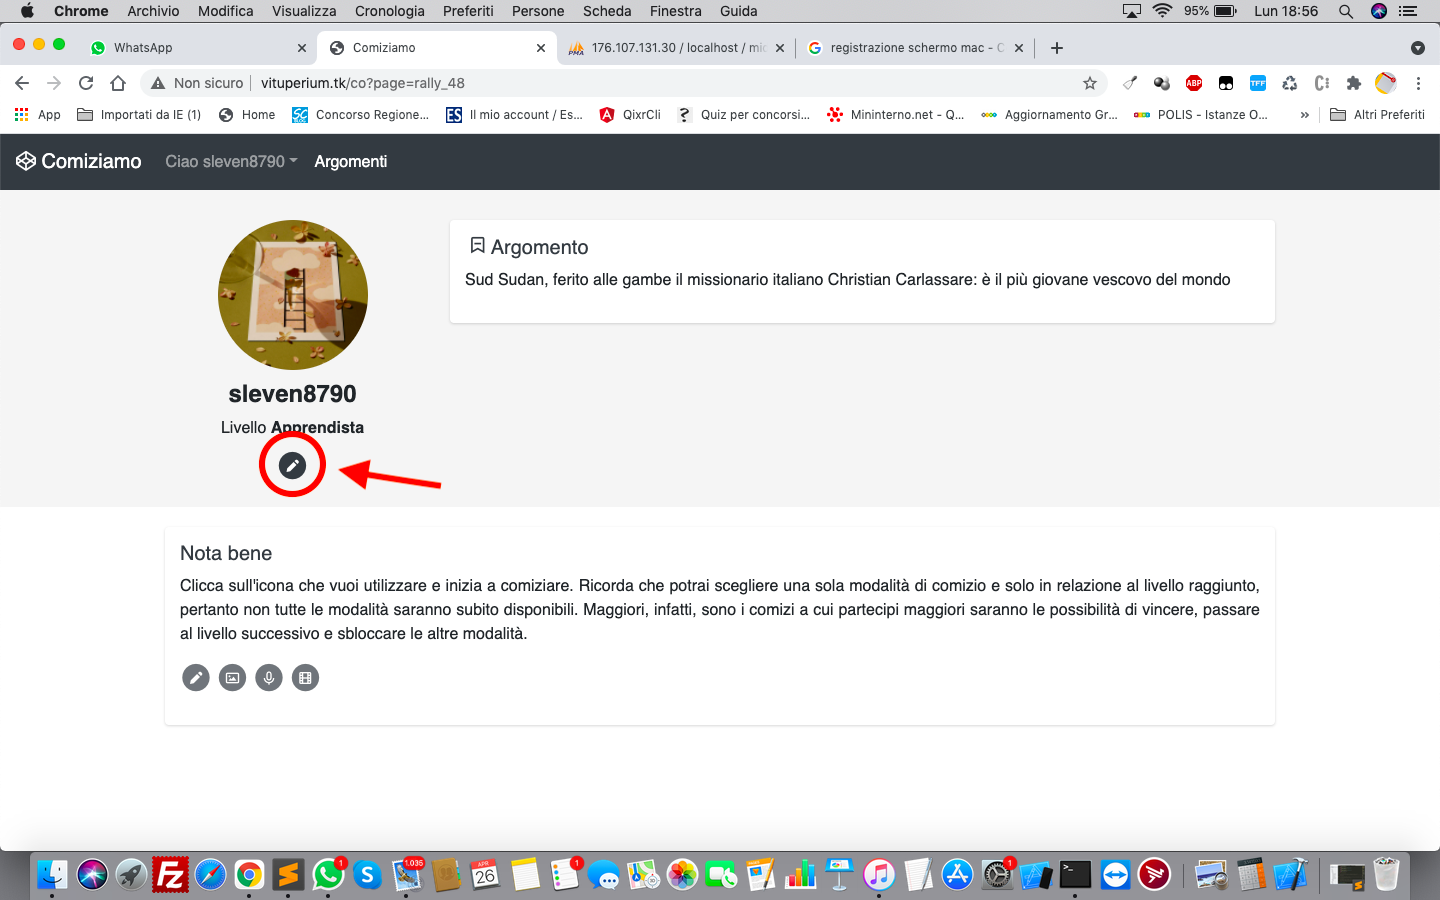 Chrome Archivio Modifica Visualizza Cronologia Preferiti Persone Scheda Finestra Guida 95% Lun 18:56
WhatsApp Comiziamo PMA 176.107.131.30 / localhost / mic registrazione schermo mac - C
Non sicuro vituperium.tk/co?page=rally_48 ABP TFF
App Importati da IE (1) Home Concorso Regione... ES Il mio account / Es... QixrCli ? Quiz per concorsi... Mininterno.net - Q... Aggiornamento Gr... POLIS - Istanze O... » Altri Preferiti
Comiziamo Ciao sleven8790 Argomenti
Argomento
Sud Sudan, ferito alle gambe il missionario italiano Christian Carlassare: è il più giovane vescovo del mondo
sleven8790
Livello Apprendista
Nota bene
Clicca sull'icona che vuoi utilizzare e inizia a comiziare. Ricorda che potrai scegliere una sola modalità di comizio e solo in relazione al livello raggiunto,
pertanto non tutte le modalità saranno subito disponibili. Maggiori, infatti, sono i comizi a cui partecipi maggiori saranno le possibilità di vincere, passare
al livello successivo e sbloccare le altre modalità.
Fz 1 S 1.035 APR 26 1 1